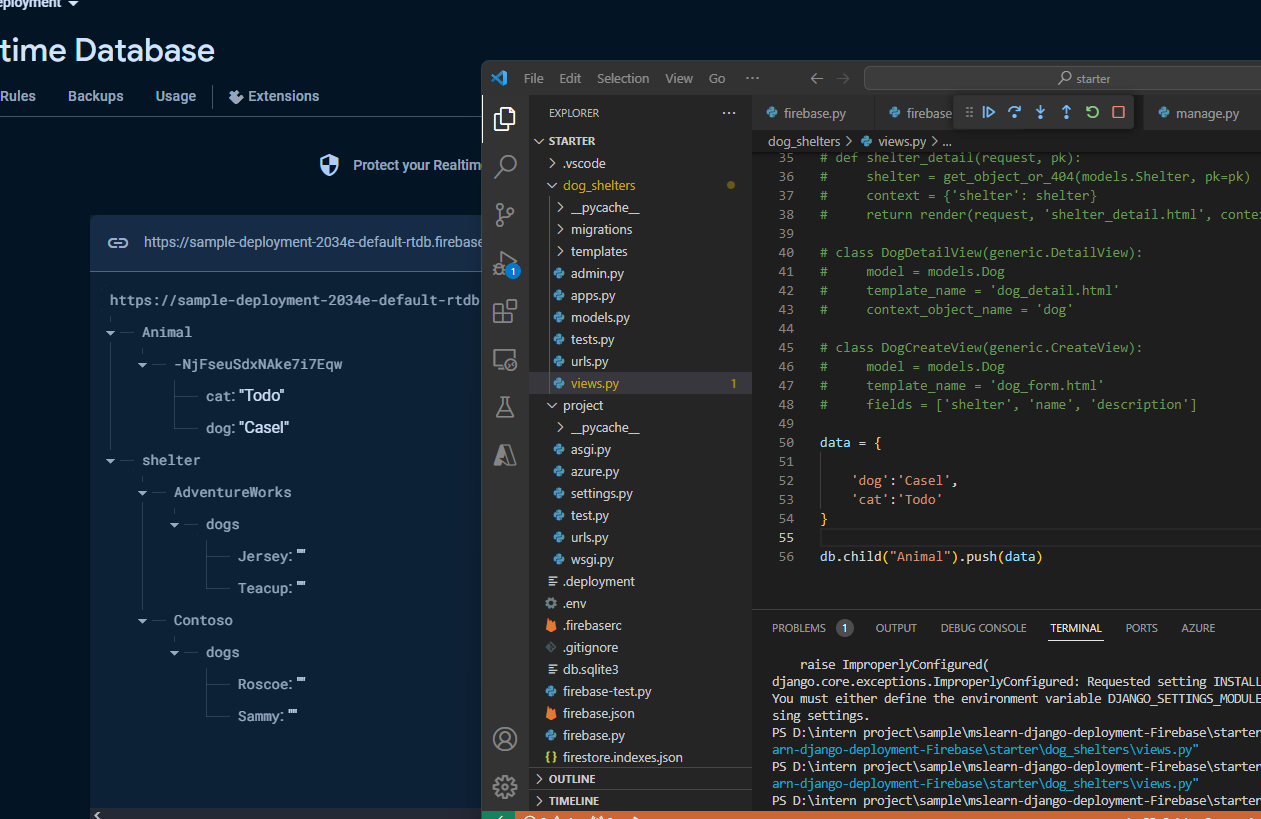 eployment
time Database
Rules Backups Usage Extensions
Protect your Realtim
https://sample-deployment-2034e-default-rtdb.firebase
https://sample-deployment-2034e-default-rtdb
Animal
-NjFseuSdxNAke7i7Eqw
cat: "Todo"
dog: "Casel"
shelter
AdventureWorks
dogs
Jersey: ""
Teacup: ""
Contoso
dogs
Roscoe: ""
Sammy: ""
File Edit Selection View Go ··· starter
EXPLORER ···
STARTER
.vscode
dog_shelters
__pycache__
migrations
templates
admin.py
apps.py
models.py
tests.py
urls.py
views.py 1
project
__pycache__
asgi.py
azure.py
settings.py
test.py
urls.py
wsgi.py
.deployment
.env
.firebaserc
.gitignore
db.sqlite3
firebase-test.py
firebase.json
firebase.py
{} firestore.indexes.json
OUTLINE
TIMELINE
1
firebase.py firebase manage.py
dog_shelters > views.py > ...
35 # def shelter_detail(request, pk):
36 #     shelter = get_object_or_404(models.Shelter, pk=pk)
37 #     context = {'shelter': shelter}
38 #     return render(request, 'shelter_detail.html', conte
39
40 # class DogDetailView(generic.DetailView):
41 #     model = models.Dog
42 #     template_name = 'dog_detail.html'
43 #     context_object_name = 'dog'
44
45 # class DogCreateView(generic.CreateView):
46 #     model = models.Dog
47 #     template_name = 'dog_form.html'
48 #     fields = ['shelter', 'name', 'description']
49
50 data = {
51
52     'dog':'Casel',
53     'cat':'Todo'
54 }
55
56 db.child("Animal").push(data)
PROBLEMS 1 OUTPUT DEBUG CONSOLE TERMINAL PORTS AZURE
raise ImproperlyConfigured(
django.core.exceptions.ImproperlyConfigured: Requested setting INSTALL
You must either define the environment variable DJANGO_SETTINGS_MODULE
sing settings.
PS D:\intern project\sample\mslearn-django-deployment-Firebase\starter
arn-django-deployment-Firebase\starter\dog_shelters\views.py"
PS D:\intern project\sample\mslearn-django-deployment-Firebase\starter
arn-django-deployment-Firebase\starter\dog_shelters\views.py"
PS D:\intern project\sample\mslearn-django-deployment-Firebase\starter